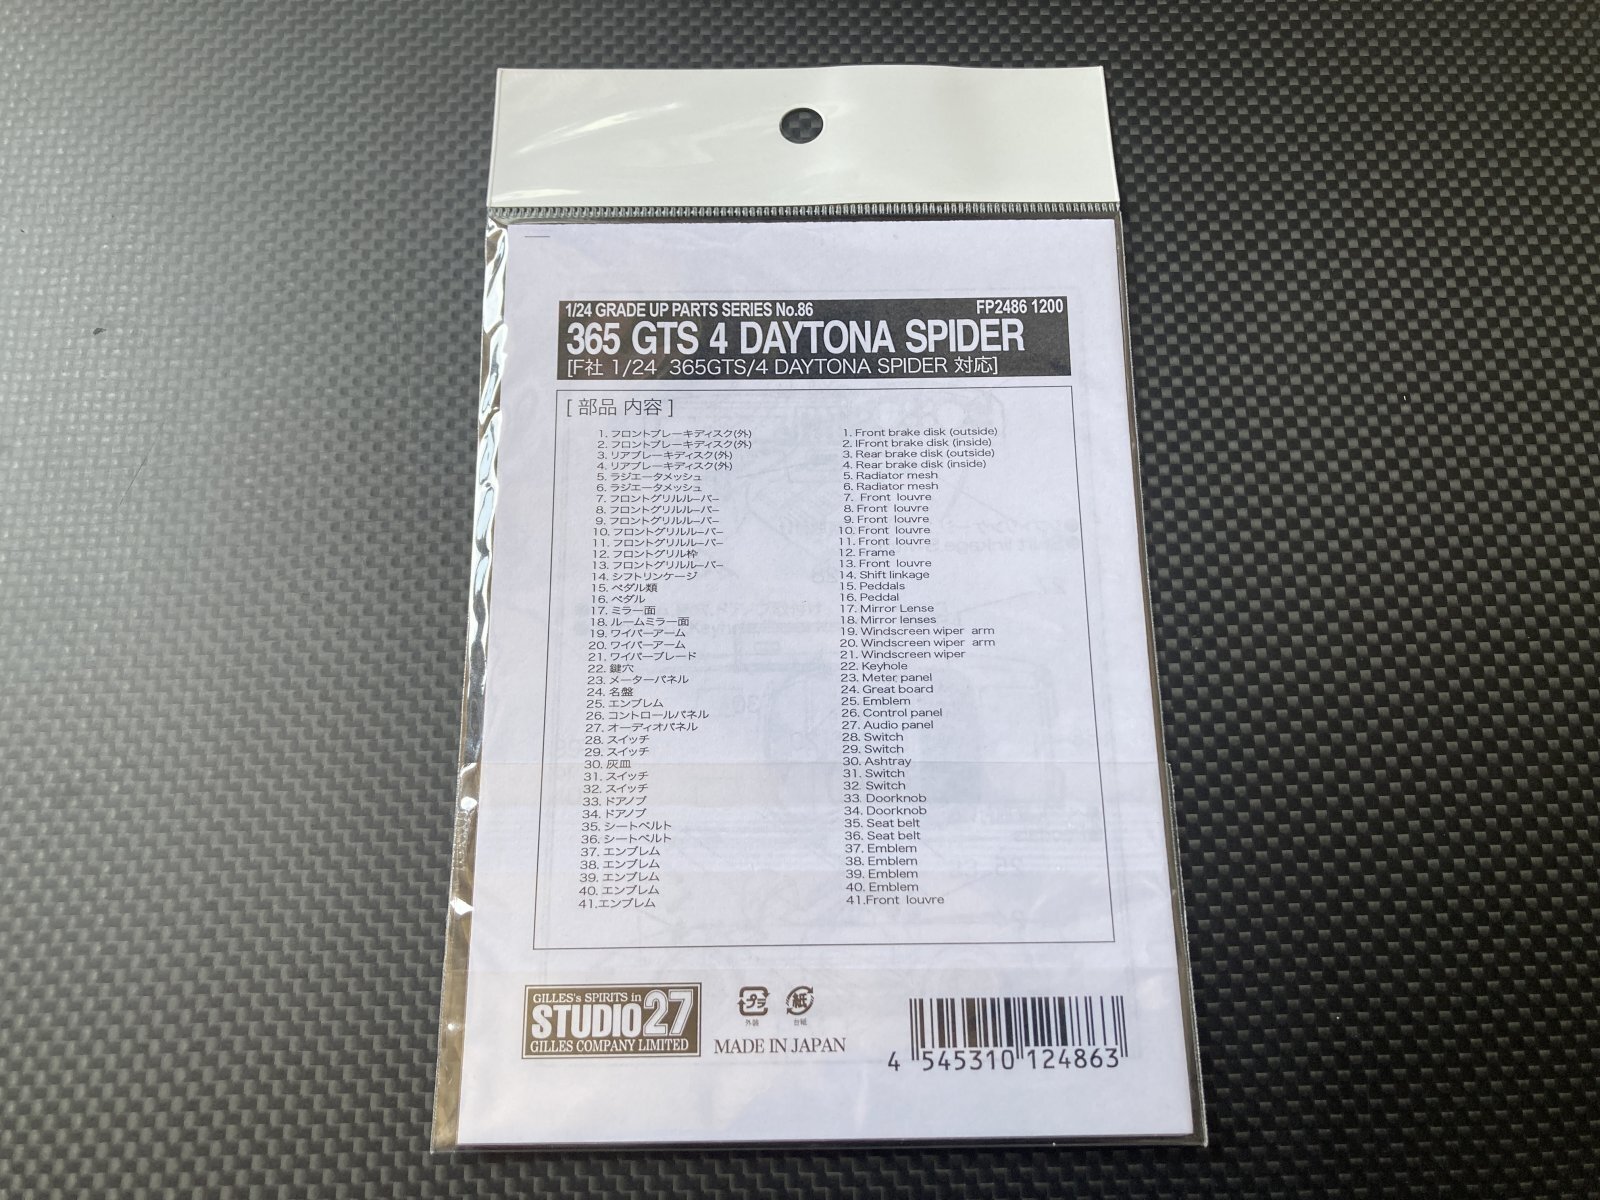 1/24 GRADE UP PARTS SERIES No.86 FP2486 1200
365 GTS 4 DAYTONA SPIDER
[F社 1/24 365GTS/4 DAYTONA SPIDER 対応]
[ 部品 内容 ]
1. フロントブレーキディスク(外)
2. フロントブレーキディスク(外)
3. リアブレーキディスク(外)
4. リアブレーキディスク(外)
5. ラジエータメッシュ
6. ラジエータメッシュ
7. フロントグリルルーバー
8. フロントグリルルーバー
9. フロントグリルルーバー
10. フロントグリルルーバー
11. フロントグリルルーバー
12. フロントグリル枠
13. フロントグリルルーバー
14. シフトリンケージ
15. ペダル類
16. ペダル
17. ミラー面
18. ルームミラー面
19. ワイパーアーム
20. ワイパーアーム
21. ワイパーブレード
22. 鍵穴
23. メーターパネル
24. 名盤
25. エンブレム
26. コントロールパネル
27. オーディオパネル
28. スイッチ
29. スイッチ
30. 灰皿
31. スイッチ
32. スイッチ
33. ドアノブ
34. ドアノブ
35. シートベルト
36. シートベルト
37. エンブレム
38. エンブレム
39. エンブレム
40. エンブレム
41.エンブレム
1. Front brake disk (outside)
2. lFront brake disk (inside)
3. Rear brake disk (outside)
4. Rear brake disk (inside)
5. Radiator mesh
6. Radiator mesh
7. Front louvre
8. Front louvre
9. Front louvre
10. Front louvre
11. Front louvre
12. Frame
13. Front louvre
14. Shift linkage
15. Peddals
16. Peddal
17. Mirror Lense
18. Mirror lenses
19. Windscreen wiper arm
20. Windscreen wiper arm
21. Windscreen wiper
22. Keyhole
23. Meter panel
24. Great board
25. Emblem
26. Control panel
27. Audio panel
28. Switch
29. Switch
30. Ashtray
31. Switch
32. Switch
33. Doorknob
34. Doorknob
35. Seat belt
36. Seat belt
37. Emblem
38. Emblem
39. Emblem
40. Emblem
41.Front louvre
GILLES's SPIRITS in
STUDIO27
GILLES COMPANY LIMITED
プラ
外装
紙
台紙
MADE IN JAPAN
4 545310 124863